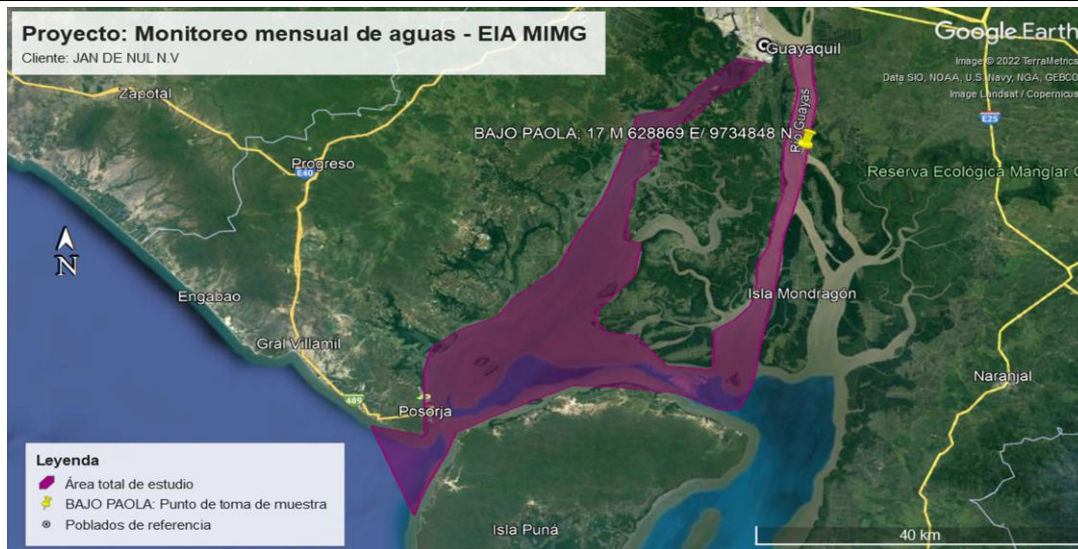 Proyecto: Monitoreo mensual de aguas - EIA MIMG
Cliente: JAN DE NUL N.V
Google Earth
Image © 2022 TerraMetrics
Data SIO, NOAA, U.S. Navy, NGA, GEBCO
Image Landsat / Copernicus
Guayaquil
Zapotal
E25
Río Guayas
BAJO PAOLA; 17 M 628869 E/ 9734848 N
Progreso
E40
Reserva Ecológica Manglar C
N
Engabao
Isla Mondragón
Gral Villamil
Naranjal
489
Posorja
Leyenda
Área total de estudio
BAJO PAOLA: Punto de toma de muestra
Poblados de referencia
Isla Puná
40 km